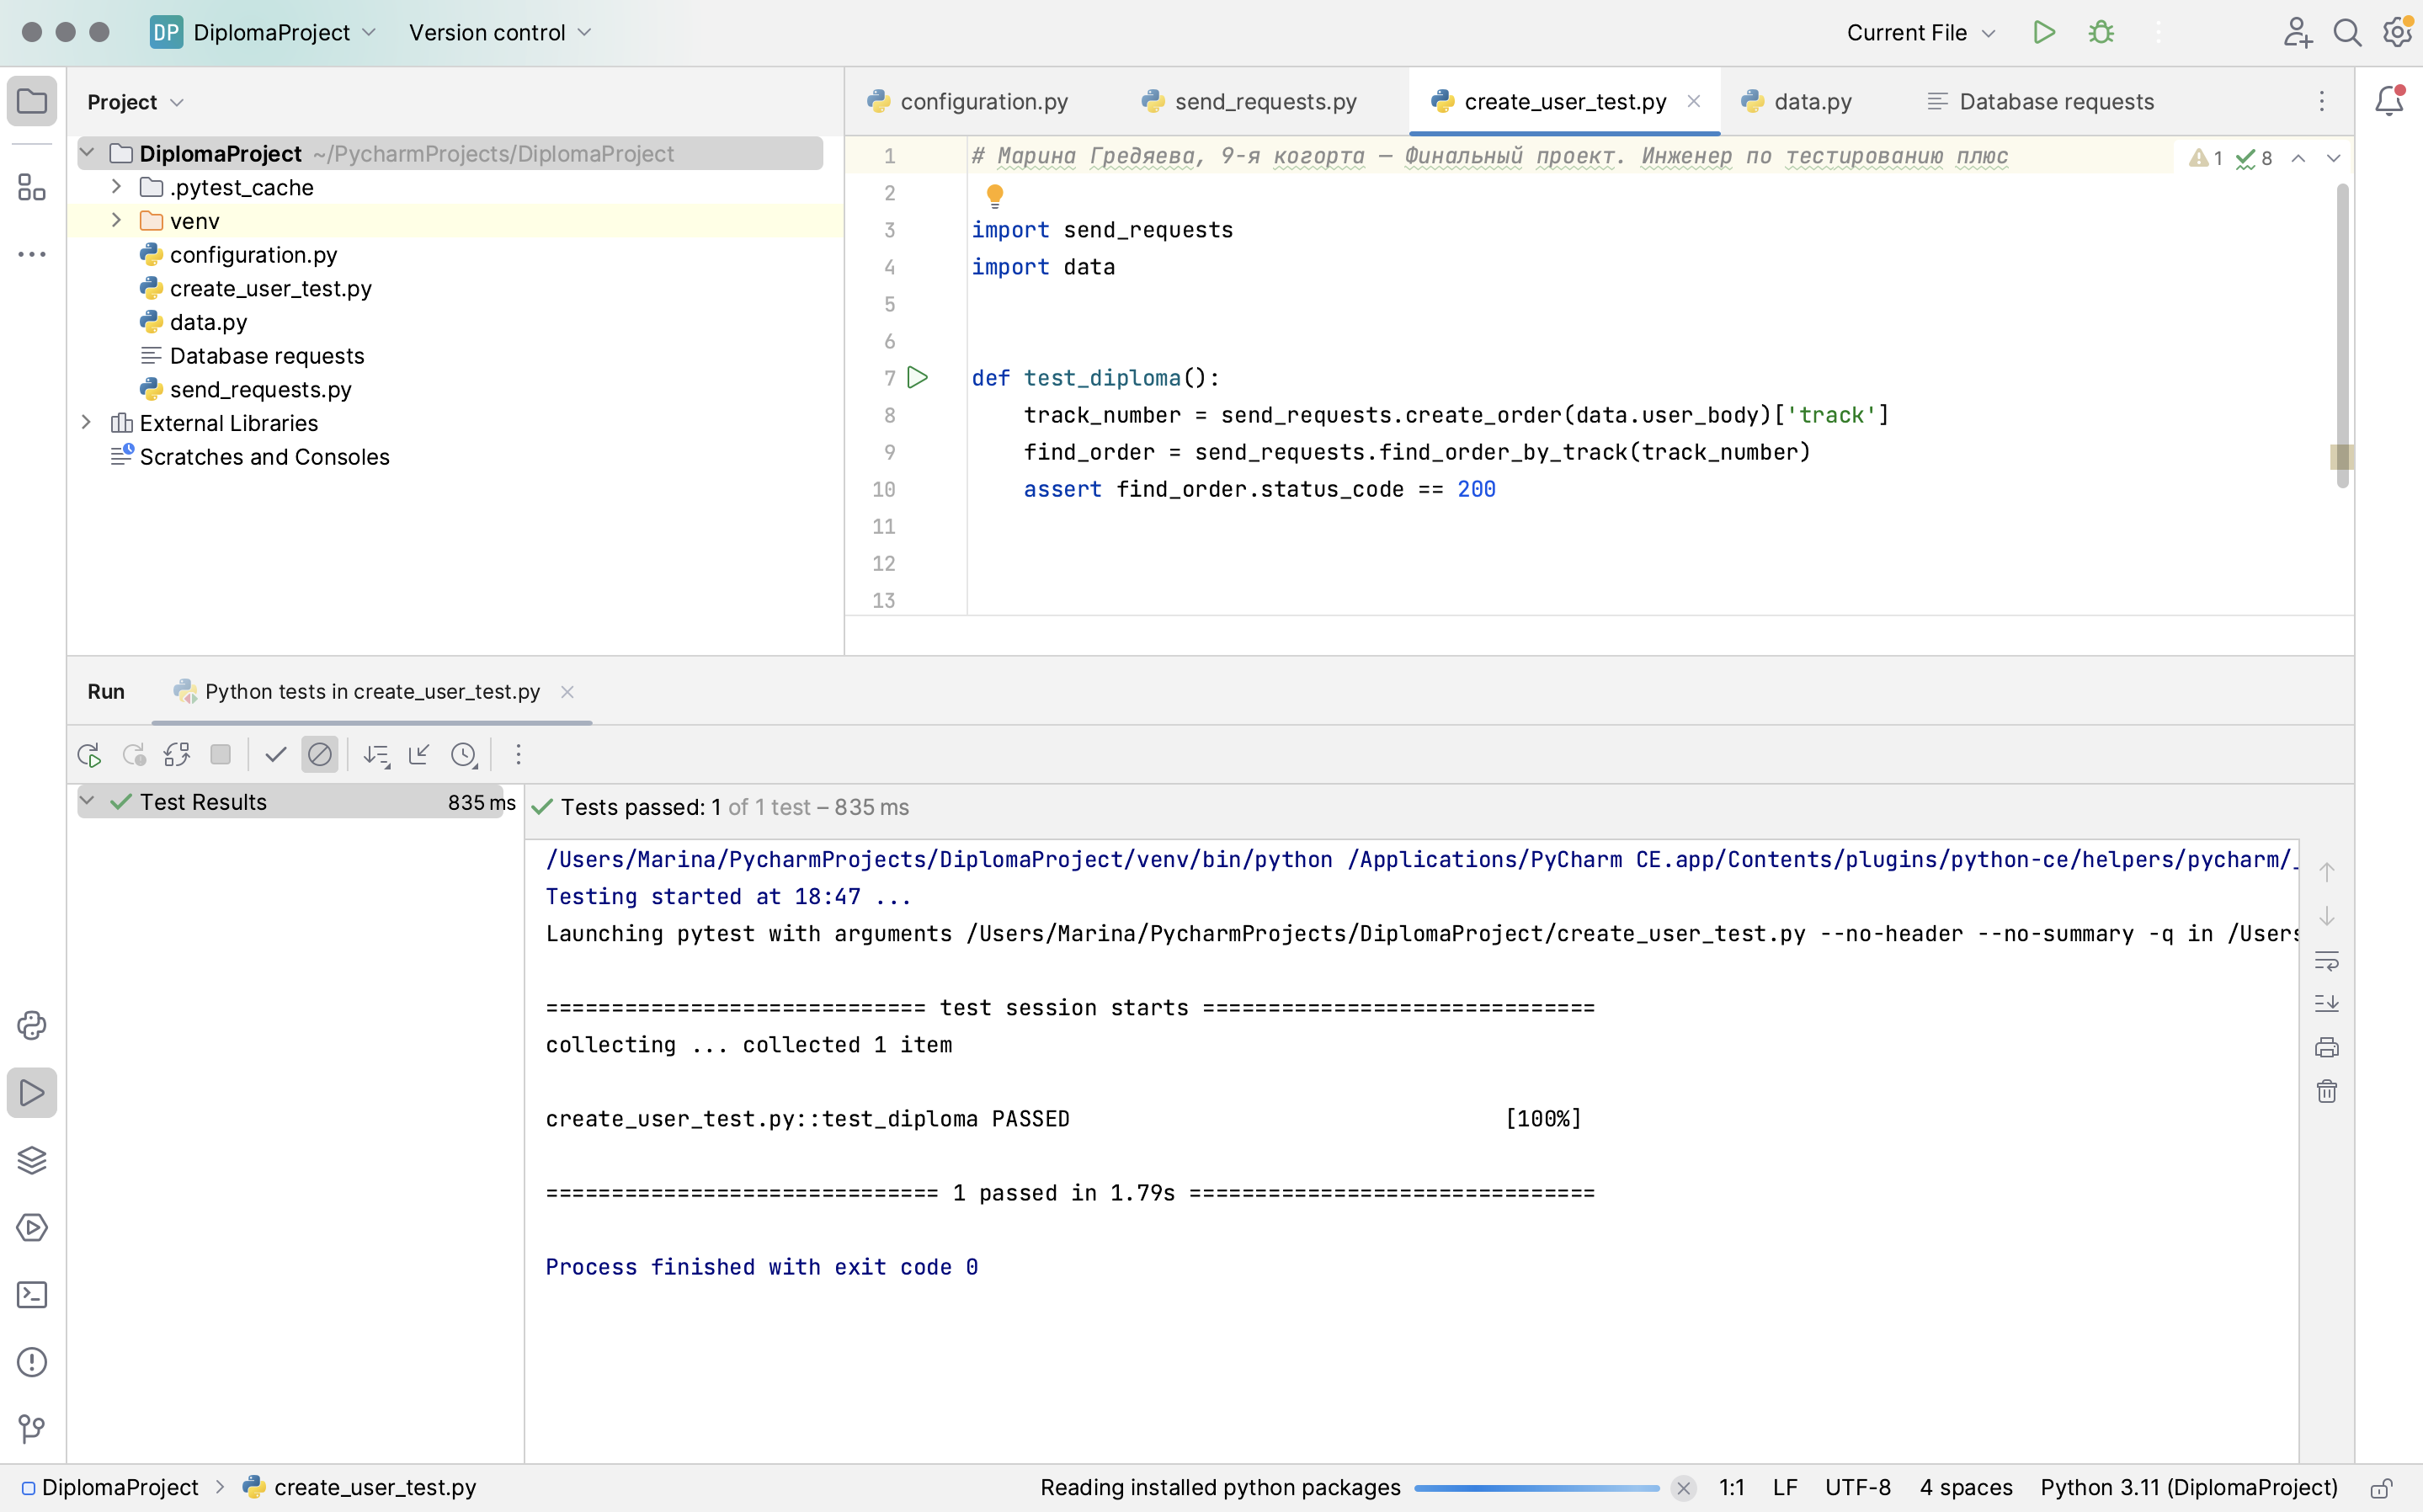 DP DiplomaProject Version control Current File
Project
configuration.py send_requests.py create_user_test.py data.py Database requests
DiplomaProject ~/PycharmProjects/DiplomaProject
.pytest_cache
venv
configuration.py
create_user_test.py
data.py
Database requests
send_requests.py
External Libraries
Scratches and Consoles
1 # Марина Гредяева, 9-я когорта — Финальный проект. Инженер по тестированию плюс 1 8
2
3 import send_requests
4 import data
5
6
7 def test_diploma():
8 track_number = send_requests.create_order(data.user_body)['track']
9 find_order = send_requests.find_order_by_track(track_number)
10 assert find_order.status_code == 200
11
12
13
Run Python tests in create_user_test.py
Test Results 835 ms
Tests passed: 1 of 1 test – 835 ms
/Users/Marina/PycharmProjects/DiplomaProject/venv/bin/python /Applications/PyCharm CE.app/Contents/plugins/python-ce/helpers/pycharm/_
Testing started at 18:47 ...
Launching pytest with arguments /Users/Marina/PycharmProjects/DiplomaProject/create_user_test.py --no-header --no-summary -q in /Users
============================= test session starts ==============================
collecting ... collected 1 item
create_user_test.py::test_diploma PASSED [100%]
============================== 1 passed in 1.79s ===============================
Process finished with exit code 0
DiplomaProject create_user_test.py Reading installed python packages 1:1 LF UTF-8 4 spaces Python 3.11 (DiplomaProject)